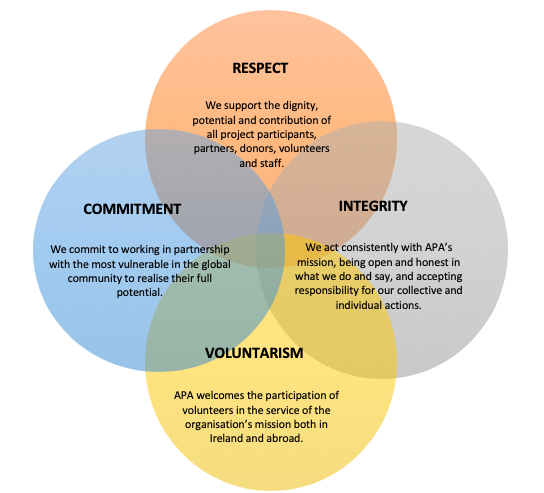 RESPECT
We support the dignity,
potential and contribution of
all project participants,
partners, donors, volunteers
and staff.
COMMITMENT
We commit to working in partnership
with the most vulnerable in the global
community to realise their full
potential.
INTEGRITY
We act consistently with APA’s
mission, being open and honest in
what we do and say, and accepting
responsibility for our collective and
individual actions.
VOLUNTARISM
APA welcomes the participation of
volunteers in the service of the
organisation’s mission both in
Ireland and abroad.